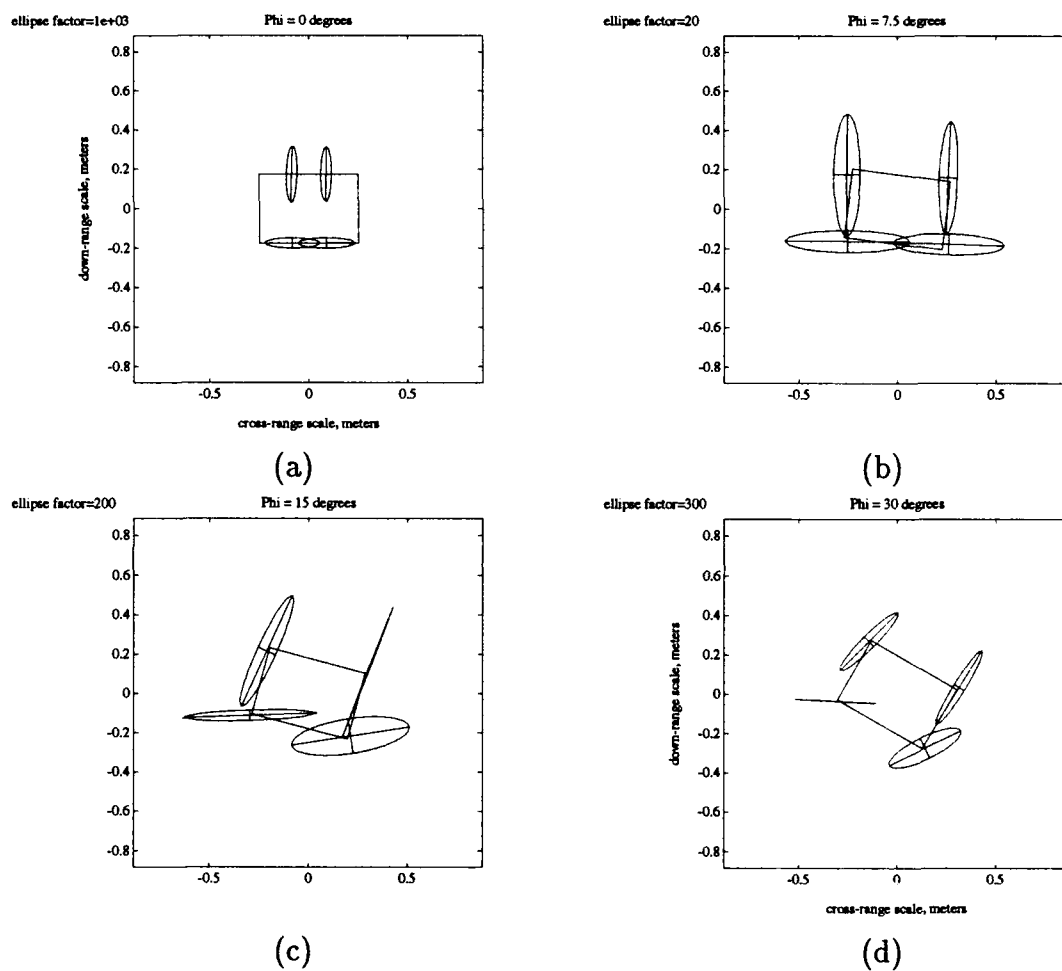 ellipse factor=1e+03 Phi = 0 degrees
0.8
0.6
0.4
0.2
0
-0.2
-0.4
-0.6
-0.8
down-range scale, meters
-0.5 0 0.5
cross-range scale, meters
(a)
ellipse factor=20 Phi = 7.5 degrees
0.8
0.6
0.4
0.2
0
-0.2
-0.4
-0.6
-0.8
-0.5 0 0.5
(b)
ellipse factor=200 Phi = 15 degrees
0.8
0.6
0.4
0.2
0
-0.2
-0.4
-0.6
-0.8
-0.5 0 0.5
(c)
ellipse factor=300 Phi = 30 degrees
0.8
0.6
0.4
0.2
0
-0.2
-0.4
-0.6
-0.8
down-range scale, meters
-0.5 0 0.5
cross-range scale, meters
(d)